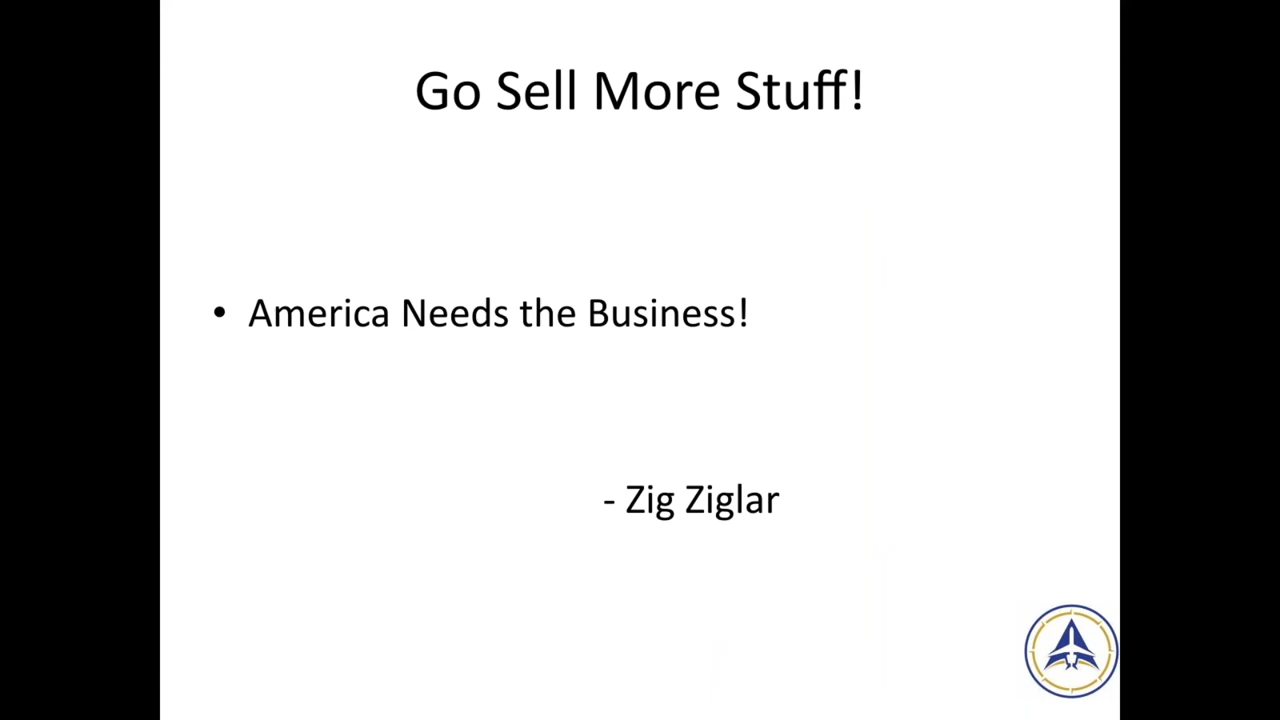 Go Sell More Stuff!
• America Needs the Business!
- Zig Ziglar